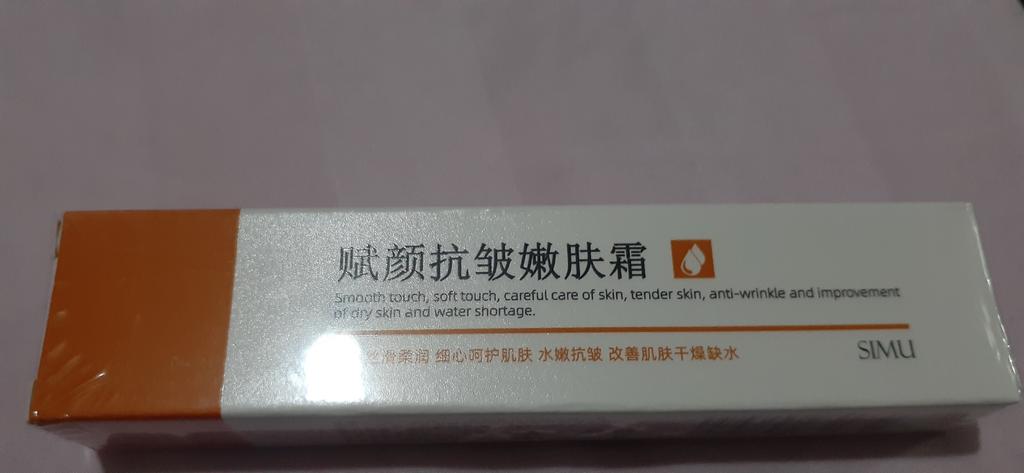 赋颜抗皱嫩肤霜
Smooth touch, soft touch, careful care of skin, tender skin, anti-wrinkle and improvement
of dry skin and water shortage.
丝滑柔润 细心呵护肌肤 水嫩抗皱 改善肌肤干燥缺水
SIMU